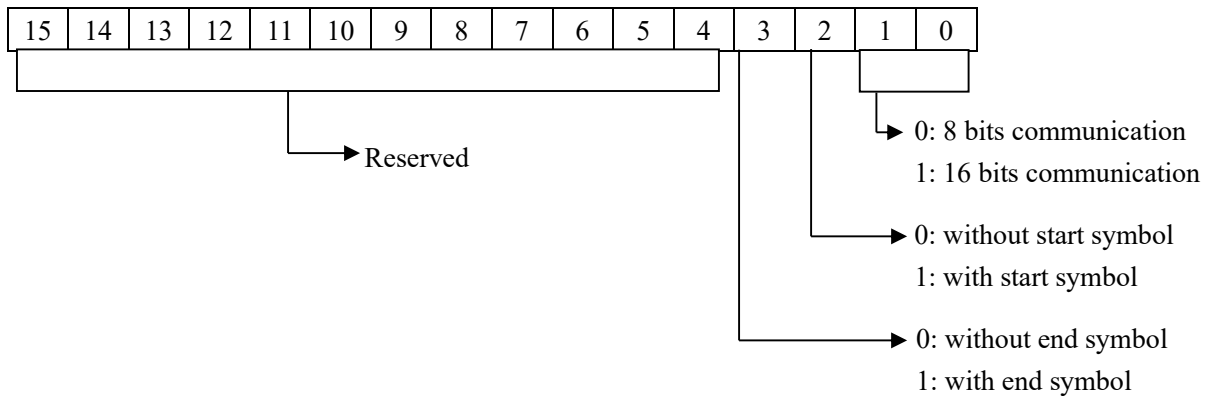 15 14 13 12 11 10 9 8 7 6 5 4 3 2 1 0
0: 8 bits communication
Reserved
1: 16 bits communication
0: without start symbol
1: with start symbol
0: without end symbol
1: with end symbol